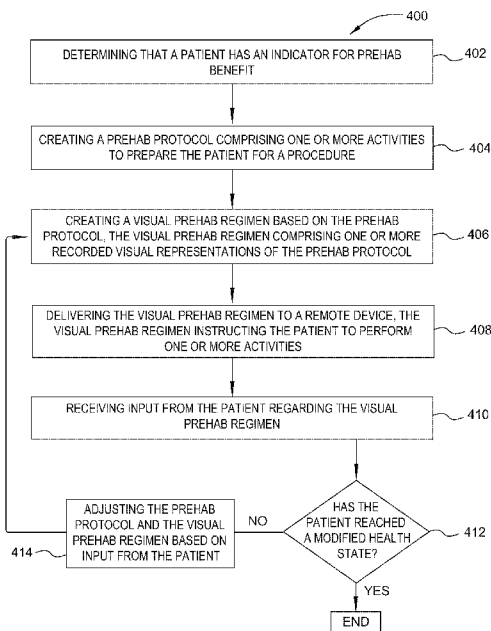 400
DETERMINING THAT A PATIENT HAS AN INDICATOR FOR PREHAB
BENEFIT
402
CREATING A PREHAB PROTOCOL COMPRISING ONE OR MORE ACTIVITIES
TO PREPARE THE PATIENT FOR A PROCEDURE
404
CREATING A VISUAL PREHAB REGIMEN BASED ON THE PREHAB
PROTOCOL, THE VISUAL PREHAB REGIMEN COMPRISING ONE OR MORE
RECORDED VISUAL REPRESENTATIONS OF THE PREHAB PROTOCOL
406
DELIVERING THE VISUAL PREHAB REGIMEN TO A REMOTE DEVICE, THE
VISUAL PREHAB REGIMEN INSTRUCTING THE PATIENT TO PERFORM
ONE OR MORE ACTIVITIES
408
RECEIVING INPUT FROM THE PATIENT REGARDING THE VISUAL
PREHAB REGIMEN
410
HAS THE
PATIENT REACHED
A MODIFIED HEALTH
STATE?
412
NO
ADJUSTING THE PREHAB
PROTOCOL AND THE VISUAL
PREHAB REGIMEN BASED ON
INPUT FROM THE PATIENT
414
YES
END